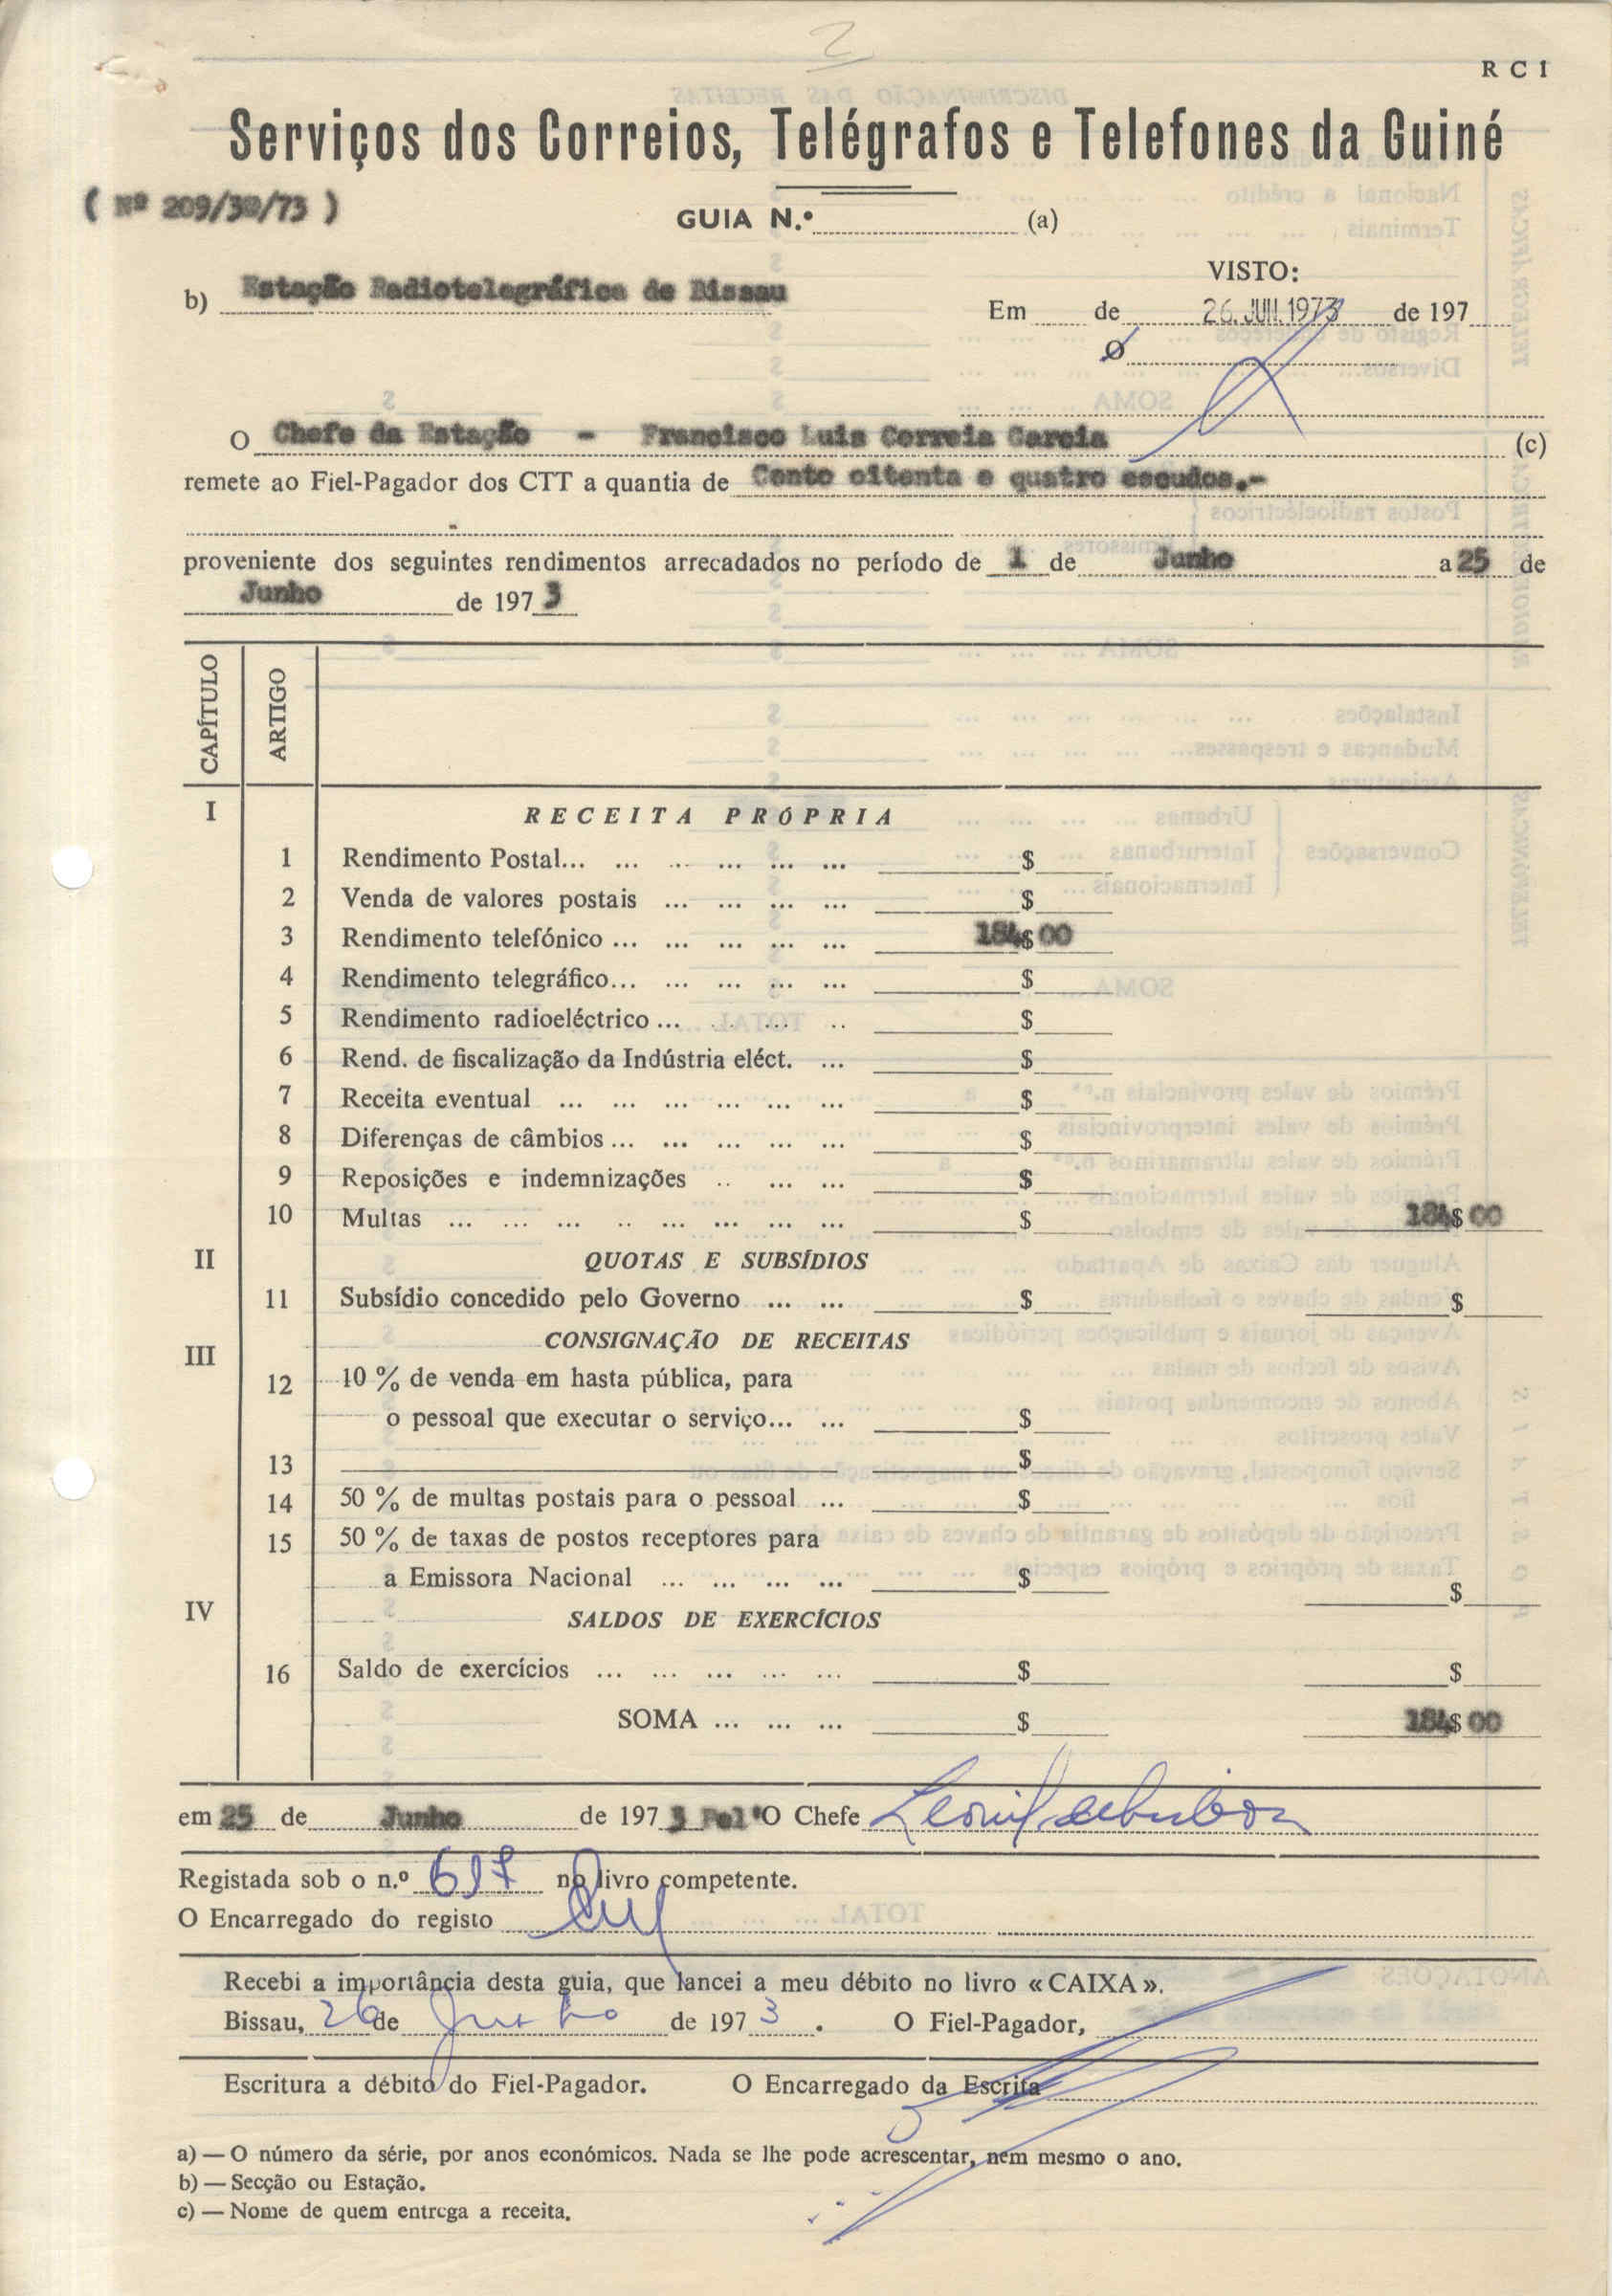 2
R C 1
Serviços dos Correios, Telégrafos e Telefones da Guiné
( Nº 209/30/73 )
GUIA N.º (a)
VISTO:
b) Estação Radiotelegráfica de Bissau
Em de 26. JUN. 1973 de 197
O
O Chefe da Estação - Francisco Luis Correia Garcia (c)
remete ao Fiel-Pagador dos CTT a quantia de Cento oitenta e quatro escudos.-
proveniente dos seguintes rendimentos arrecadados no período de 1 de Junho a 25 de
Junho de 197 3
CAPÍTULO ARTIGO
I RECEITA PRÓPRIA
1 Rendimento Postal... ... ... ... ... ... $
2 Venda de valores postais ... ... ... ... $
3 Rendimento telefónico ... ... ... ... ... 184$00
4 Rendimento telegráfico... ... ... ... ... $
5 Rendimento radioeléctrico ... ... ... .. $
6 Rend. de fiscalização da Indústria eléct. ... $
7 Receita eventual ... ... ... ... ... ... $
8 Diferenças de câmbios ... ... ... ... ... $
9 Reposições e indemnizações .. ... ... $
10 Multas ... ... ... .. ... ... ... ... $ 184$00
II QUOTAS E SUBSÍDIOS
11 Subsídio concedido pelo Governo ... ... $ $
III CONSIGNAÇÃO DE RECEITAS
12 10 % de venda em hasta pública, para
o pessoal que executar o serviço... ... $
13 $
14 50 % de multas postais para o pessoal ... $
15 50 % de taxas de postos receptores para
a Emissora Nacional ... ... ... ... $ $
IV SALDOS DE EXERCÍCIOS
16 Saldo de exercícios ... ... ... ... ... $ $
SOMA ... ... ... $ 184$00
em 25 de Junho de 197 3 Pel'O Chefe
Registada sob o n.º 617 no livro competente.
O Encarregado do registo
Recebi a importância desta guia, que lancei a meu débito no livro «CAIXA».
Bissau, 26 de Junho de 197 3 . O Fiel-Pagador,
Escritura a débito do Fiel-Pagador. O Encarregado da Escrita
a) — O número da série, por anos económicos. Nada se lhe pode acrescentar, nem mesmo o ano.
b) — Secção ou Estação.
c) — Nome de quem entrega a receita.